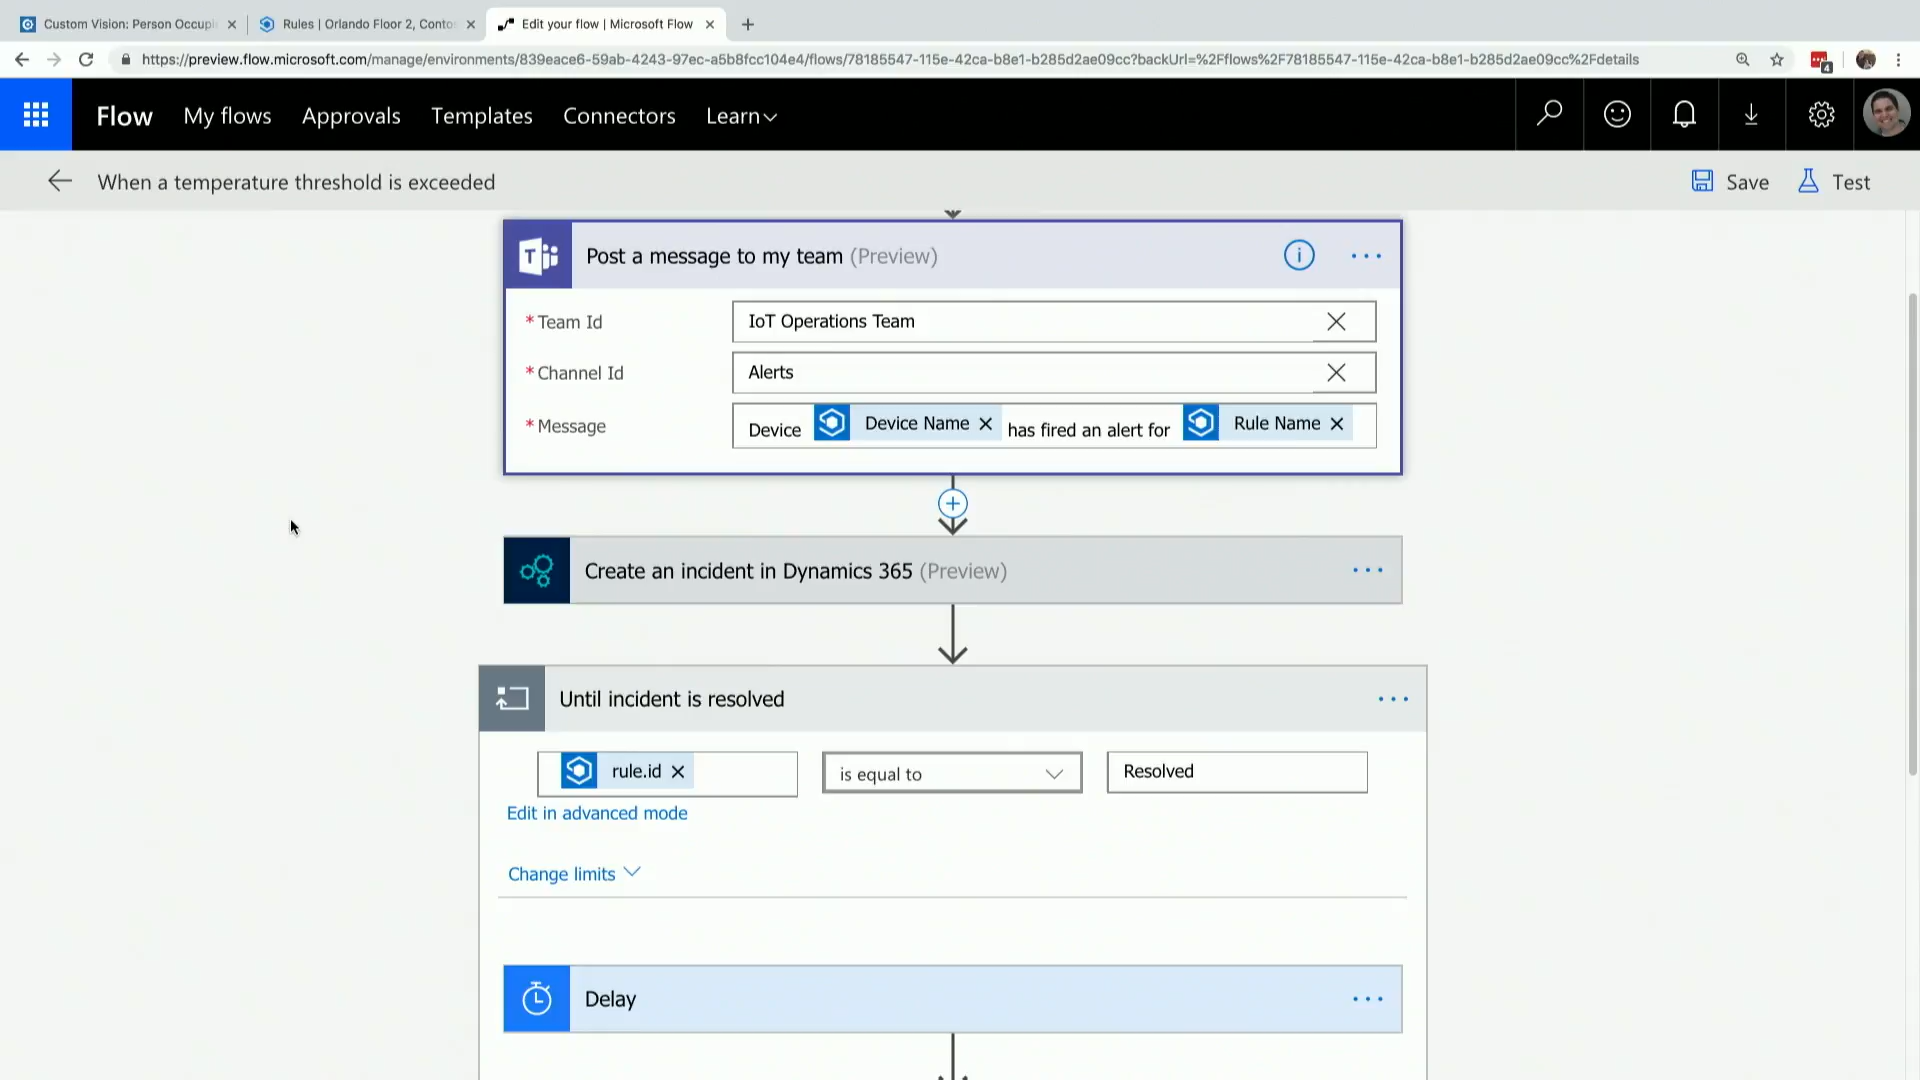 Custom Vision: Person Occupi
Rules | Orlando Floor 2, Conto
Edit your flow | Microsoft Flow
https://preview.flow.microsoft.com/manage/environments/839eace6-59ab-4243-97ec-a5b8fcc104e4/flows/78185547-115e-42ca-b8e1-b285d2ae09cc?backUrl=%2Fflows%2F78185547-115e-42ca-b8e1-b285d2ae09cc%2Fdetails
4
Flow My flows Approvals Templates Connectors Learn
When a temperature threshold is exceeded
Save Test
T
Post a message to my team (Preview)
i
* Team Id IoT Operations Team
* Channel Id Alerts
* Message Device Device Name has fired an alert for Rule Name
Create an incident in Dynamics 365 (Preview)
Until incident is resolved
rule.id is equal to Resolved
Edit in advanced mode
Change limits
Delay